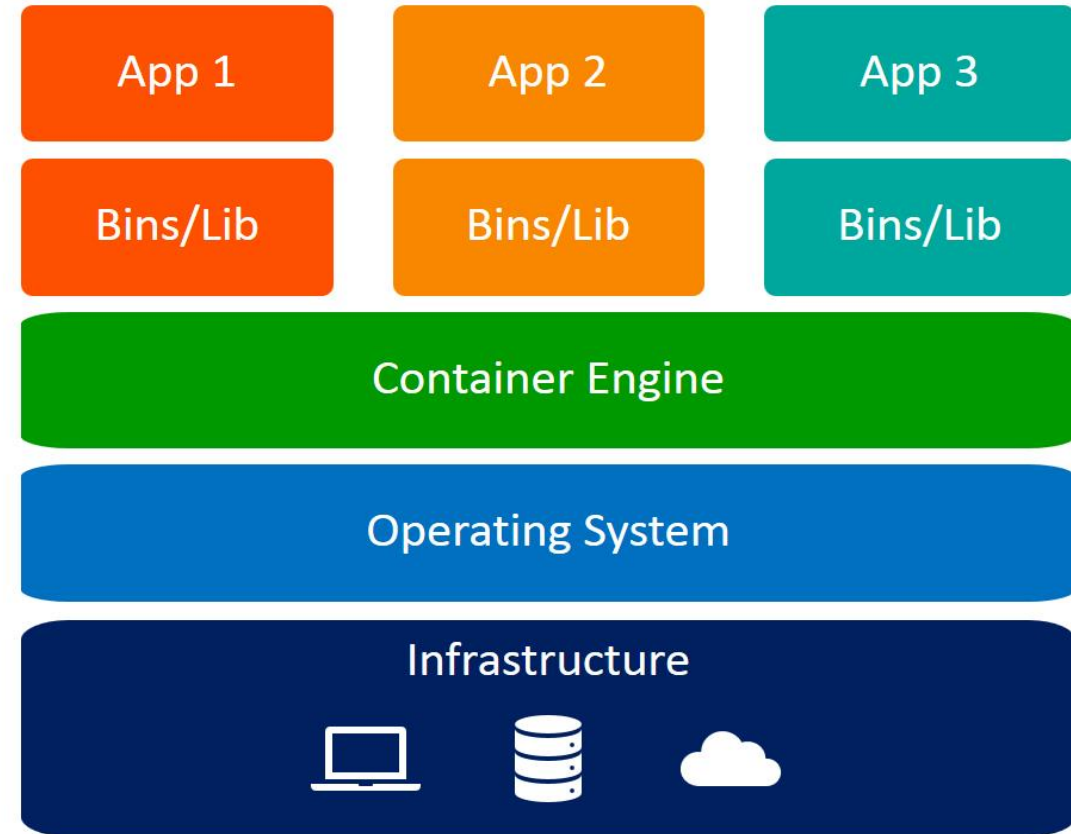 App 1
App 2
App 3
Bins/Lib
Bins/Lib
Bins/Lib
Container Engine
Operating System
Infrastructure